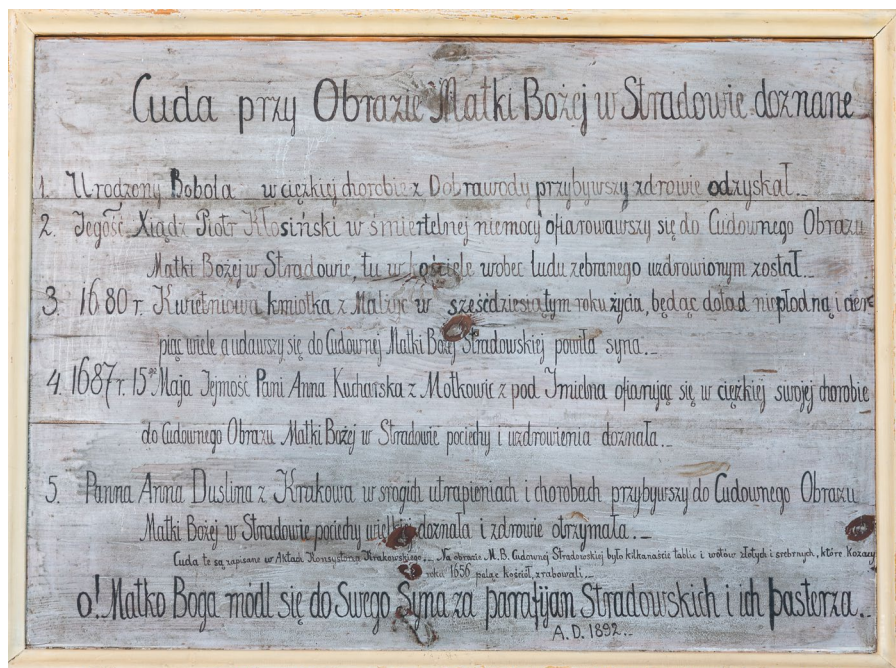 Cuda przy Obrazie Matki Bożej w Stradowie doznane
1. Urodzony Bobola w ciężkiej chorobie z Dobrawody przybywszy zdrowie odzyskał._
2. Jegość Xiądz Piotr Kłosiński w śmiertelnej niemocy ofiarowawszy się do Cudownego Obrazu
Matki Bożej w Stradowie, tu w kościele wobec ludu zebranego uzdrowionym został._
3. 1680 r. Kwietniowa kmiotka z Malżyc w sześćdziesiątym roku życia, będąc dotąd niepłodną i cier-
piąc wiele a udawszy się do Cudownej Matki Bożej Stradowskiej powiła syna._
4. 1687 r. 15go Maja Jejmość Pani Anna Kucharska z Motkowic z pod Imielna ofiarując się w ciężkiej swojej chorobie
do Cudownego Obrazu Matki Bożej w Stradowie pociechy i uzdrowienia doznała._
5. Panna Anna Duslina z Krakowa w srogich utrapieniach i chorobach przybywszy do Cudownego Obrazu
Matki Bożej w Stradowie pociechy wielkiej doznała i zdrowie otrzymała._
Cuda te są zapisane w Aktach Konsystorza Krakowskiego._ Na obrazie M.B. Cudownej Stradowskiej było kilkanaście tablic i wotów złotych i srebrnych, które kozacy
roku 1656 paląc kościół, zrabowali._
o! Matko Boga módl się do Swego Syna za parafijan Stradowskich i ich pasterza._
A.D. 1892._